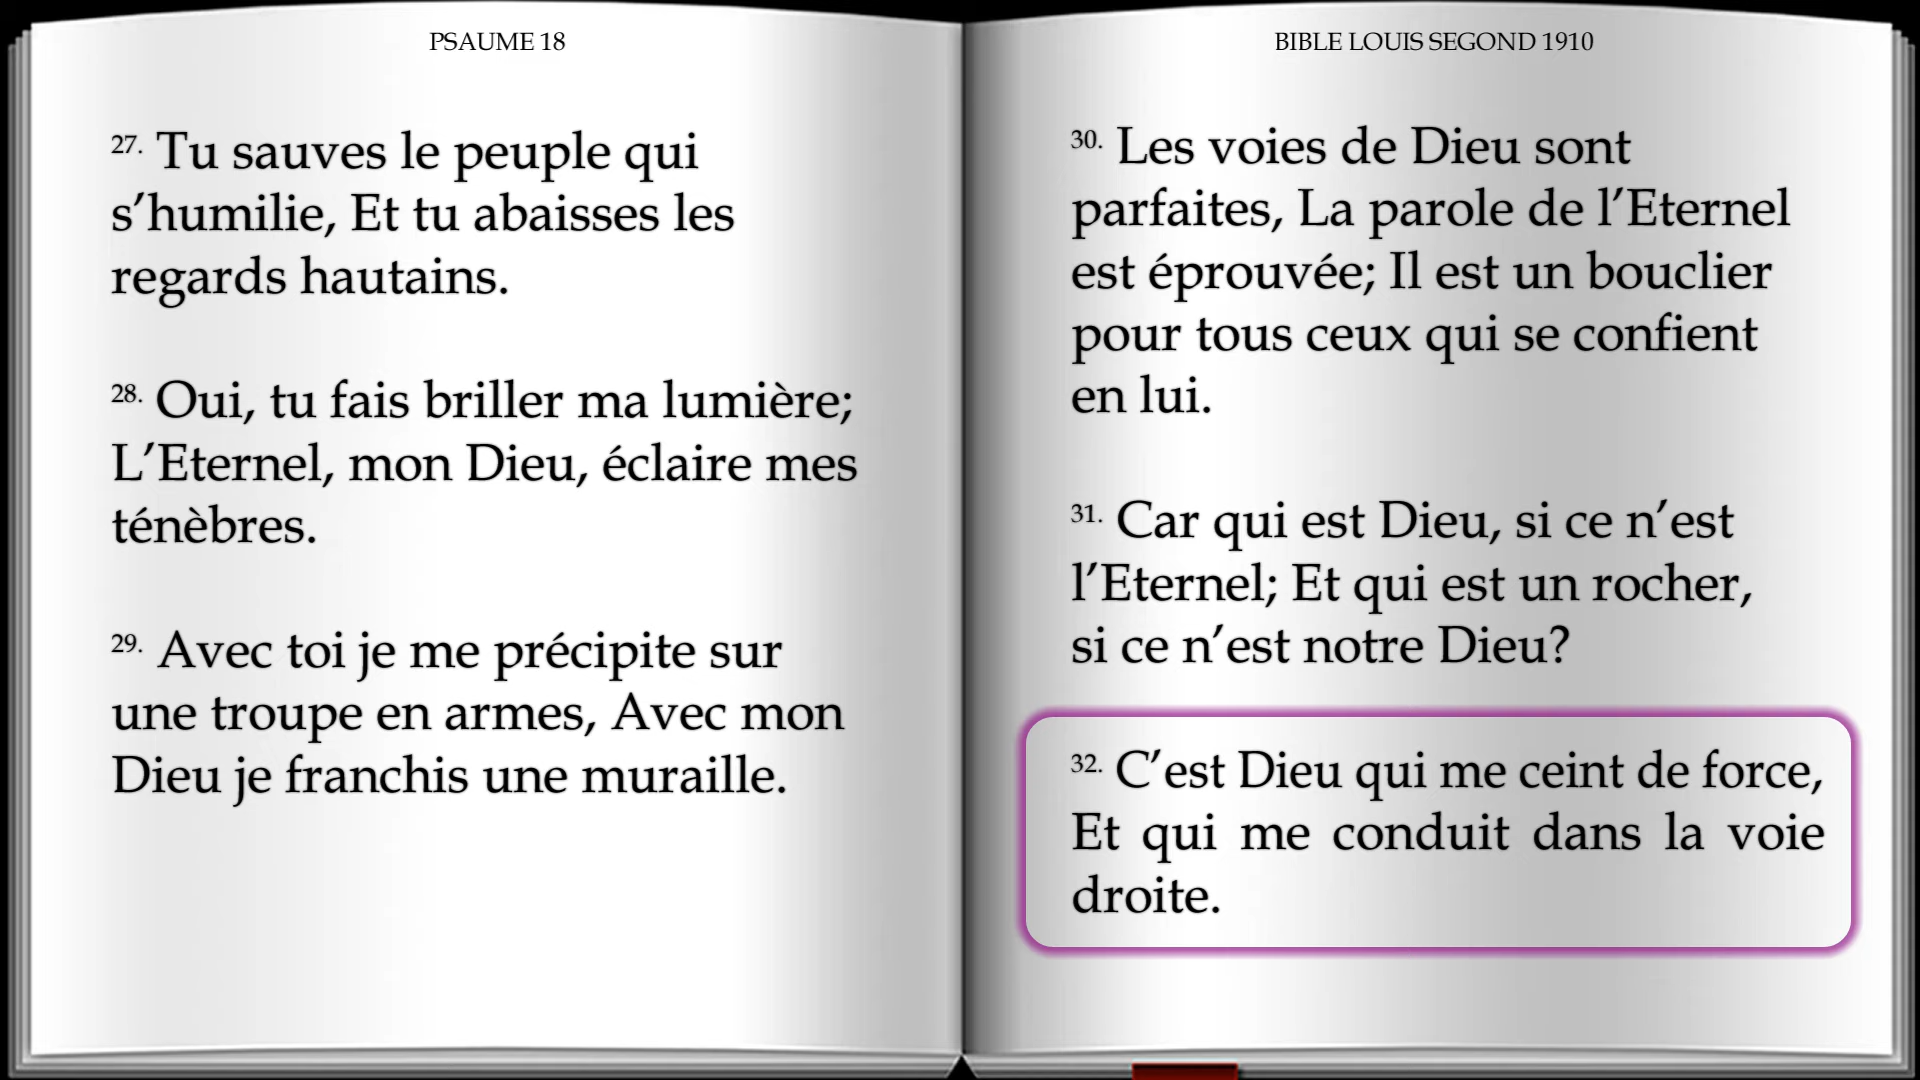 PSAUME 18
27. Tu sauves le peuple qui
s’humilie, Et tu abaisses les
regards hautains.
28. Oui, tu fais briller ma lumière;
L’Eternel, mon Dieu, éclaire mes
ténèbres.
29. Avec toi je me précipite sur
une troupe en armes, Avec mon
Dieu je franchis une muraille.
BIBLE LOUIS SEGOND 1910
30. Les voies de Dieu sont
parfaites, La parole de l’Eternel
est éprouvée; Il est un bouclier
pour tous ceux qui se confient
en lui.
31. Car qui est Dieu, si ce n’est
l’Eternel; Et qui est un rocher,
si ce n’est notre Dieu?
32. C’est Dieu qui me ceint de force,
Et qui me conduit dans la voie
droite.